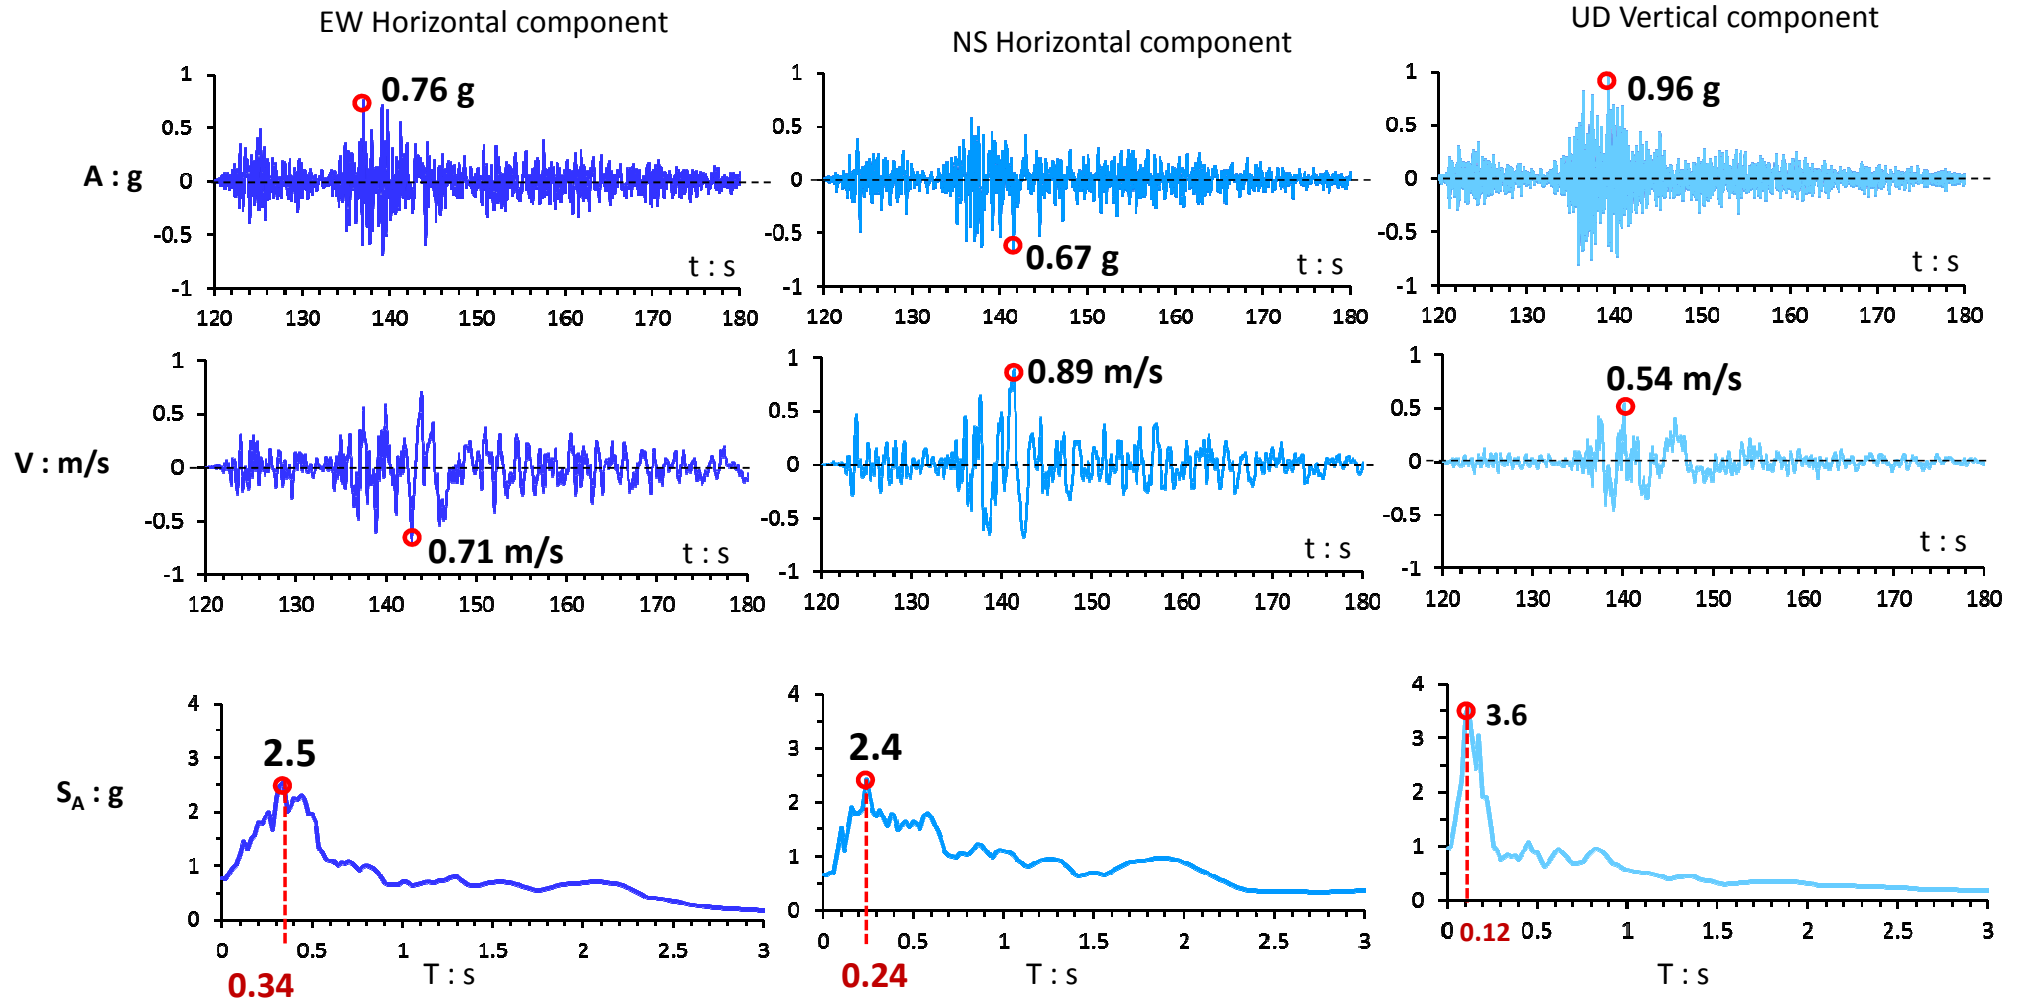 EW Horizontal component
NS Horizontal component
UD Vertical component
A : g
1
0.5
0
-0.5
-1
0.76 g
t : s
120 130 140 150 160 170 180
1
0.5
0
-0.5
-1
0.67 g
t : s
120 130 140 150 160 170 180
1
0.5
0
-0.5
-1
0.96 g
t : s
120 130 140 150 160 170 180
V : m/s
1
0.5
0
-0.5
-1
0.71 m/s
t : s
120 130 140 150 160 170 180
1
0.5
0
-0.5
-1
0.89 m/s
t : s
120 130 140 150 160 170 180
1
0.5
0
-0.5
-1
0.54 m/s
t : s
120 130 140 150 160 170 180
SA : g
4
3
2
1
0
2.5
0 0.5 1 1.5 2 2.5 3
0.34
T : s
4
3
2
1
0
2.4
0 0.5 1 1.5 2 2.5 3
0.24
T : s
4
3
2
1
0
3.6
0 0.12 0.5 1 1.5 2 2.5 3
T : s